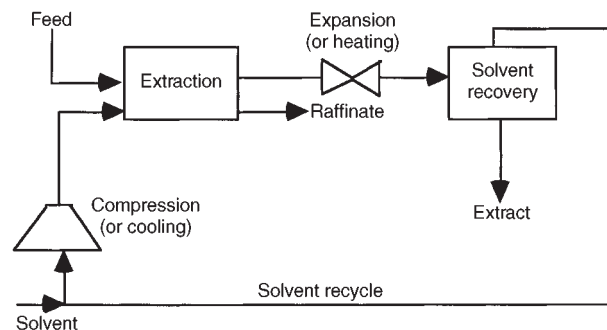 Feed
Expansion
(or heating)
Extraction
Solvent
recovery
Raffinate
Compression
(or cooling)
Extract
Solvent recycle
Solvent